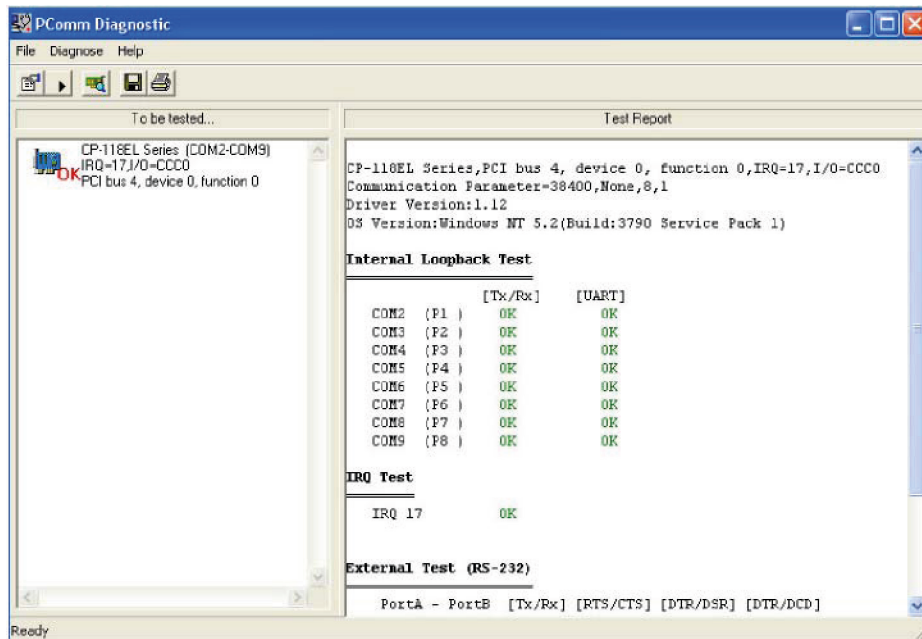 PComm Diagnostic
File Diagnose Help
To be tested...
CP-118EL Series (COM2-COM9)
IRQ=17,I/O=CCC0
PCI bus 4, device 0, function 0
OK
Test Report
CP-118EL Series,PCI bus 4, device 0, function 0,IRQ=17,I/O=CCC0
Communication Parameter=38400,None,8,1
Driver Version:1.12
OS Version:Windows NT 5.2(Build:3790 Service Pack 1)
Internal Loopback Test
[Tx/Rx] [UART]
COM2 (P1 ) OK OK
COM3 (P2 ) OK OK
COM4 (P3 ) OK OK
COM5 (P4 ) OK OK
COM6 (P5 ) OK OK
COM7 (P6 ) OK OK
COM8 (P7 ) OK OK
COM9 (P8 ) OK OK
IRQ Test
IRQ 17 OK
External Test (RS-232)
PortA - PortB [Tx/Rx] [RTS/CTS] [DTR/DSR] [DTR/DCD]
Ready